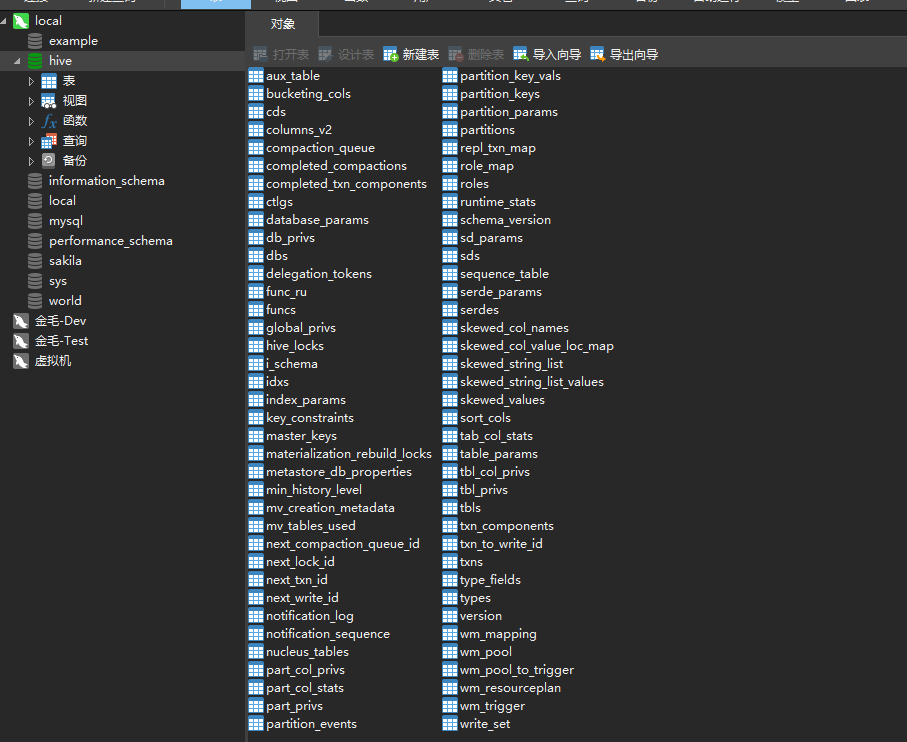 local
example
hive
表
视图
函数
查询
备份
information_schema
local
mysql
performance_schema
sakila
sys
world
金毛-Dev
金毛-Test
虚拟机
对象
打开表 设计表 新建表 删除表 导入向导 导出向导
aux_table
bucketing_cols
cds
columns_v2
compaction_queue
completed_compactions
completed_txn_components
ctlgs
database_params
db_privs
dbs
delegation_tokens
func_ru
funcs
global_privs
hive_locks
i_schema
idxs
index_params
key_constraints
master_keys
materialization_rebuild_locks
metastore_db_properties
min_history_level
mv_creation_metadata
mv_tables_used
next_compaction_queue_id
next_lock_id
next_txn_id
next_write_id
notification_log
notification_sequence
nucleus_tables
part_col_privs
part_col_stats
part_privs
partition_events
partition_key_vals
partition_keys
partition_params
partitions
repl_txn_map
role_map
roles
runtime_stats
schema_version
sd_params
sds
sequence_table
serde_params
serdes
skewed_col_names
skewed_col_value_loc_map
skewed_string_list
skewed_string_list_values
skewed_values
sort_cols
tab_col_stats
table_params
tbl_col_privs
tbl_privs
tbls
txn_components
txn_to_write_id
txns
type_fields
types
version
wm_mapping
wm_pool
wm_pool_to_trigger
wm_resourceplan
wm_trigger
write_set